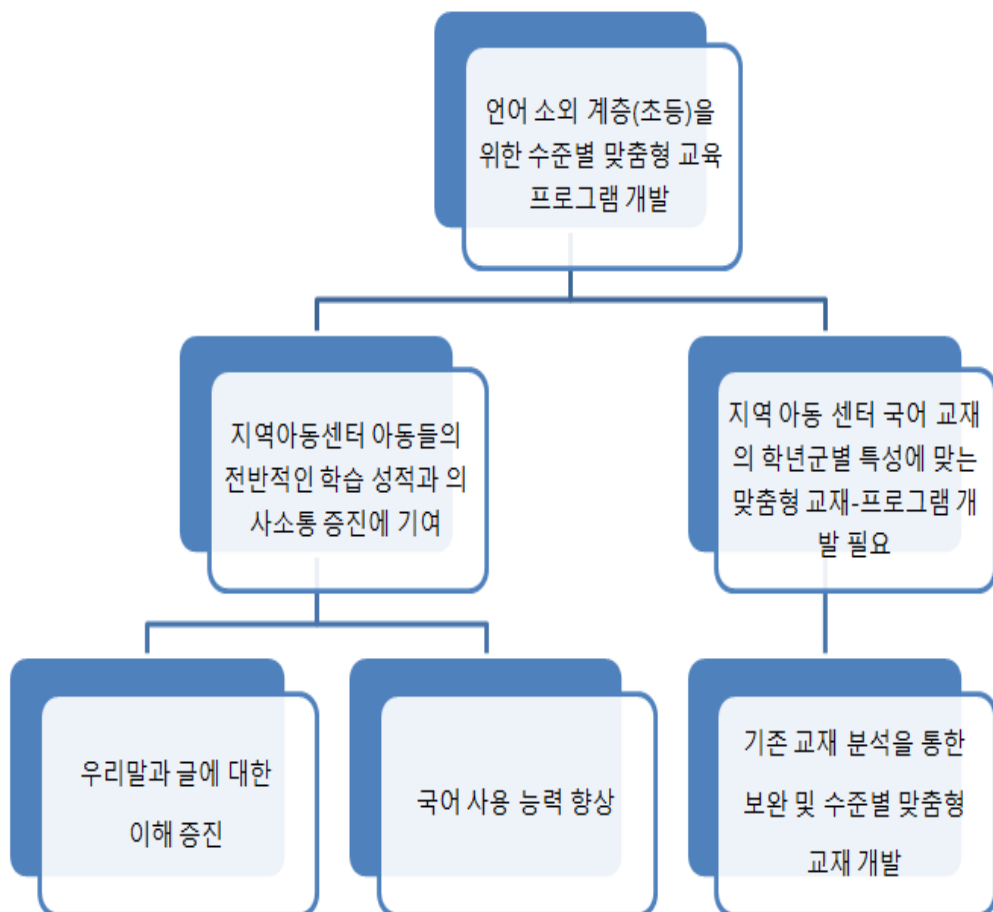 언어 소외 계층(초등)을
위한 수준별 맞춤형 교육
프로그램 개발
지역아동센터 아동들의
전반적인 학습 성적과 의
사소통 증진에 기여
지역 아동 센터 국어 교재
의 학년군별 특성에 맞는
맞춤형 교재-프로그램 개
발 필요
우리말과 글에 대한
이해 증진
국어 사용 능력 향상
기존 교재 분석을 통한
보완 및 수준별 맞춤형
교재 개발